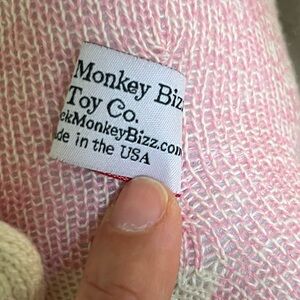 Monkey Biz
Toy Co.
ckMonkeyBizz.com
de in the USA